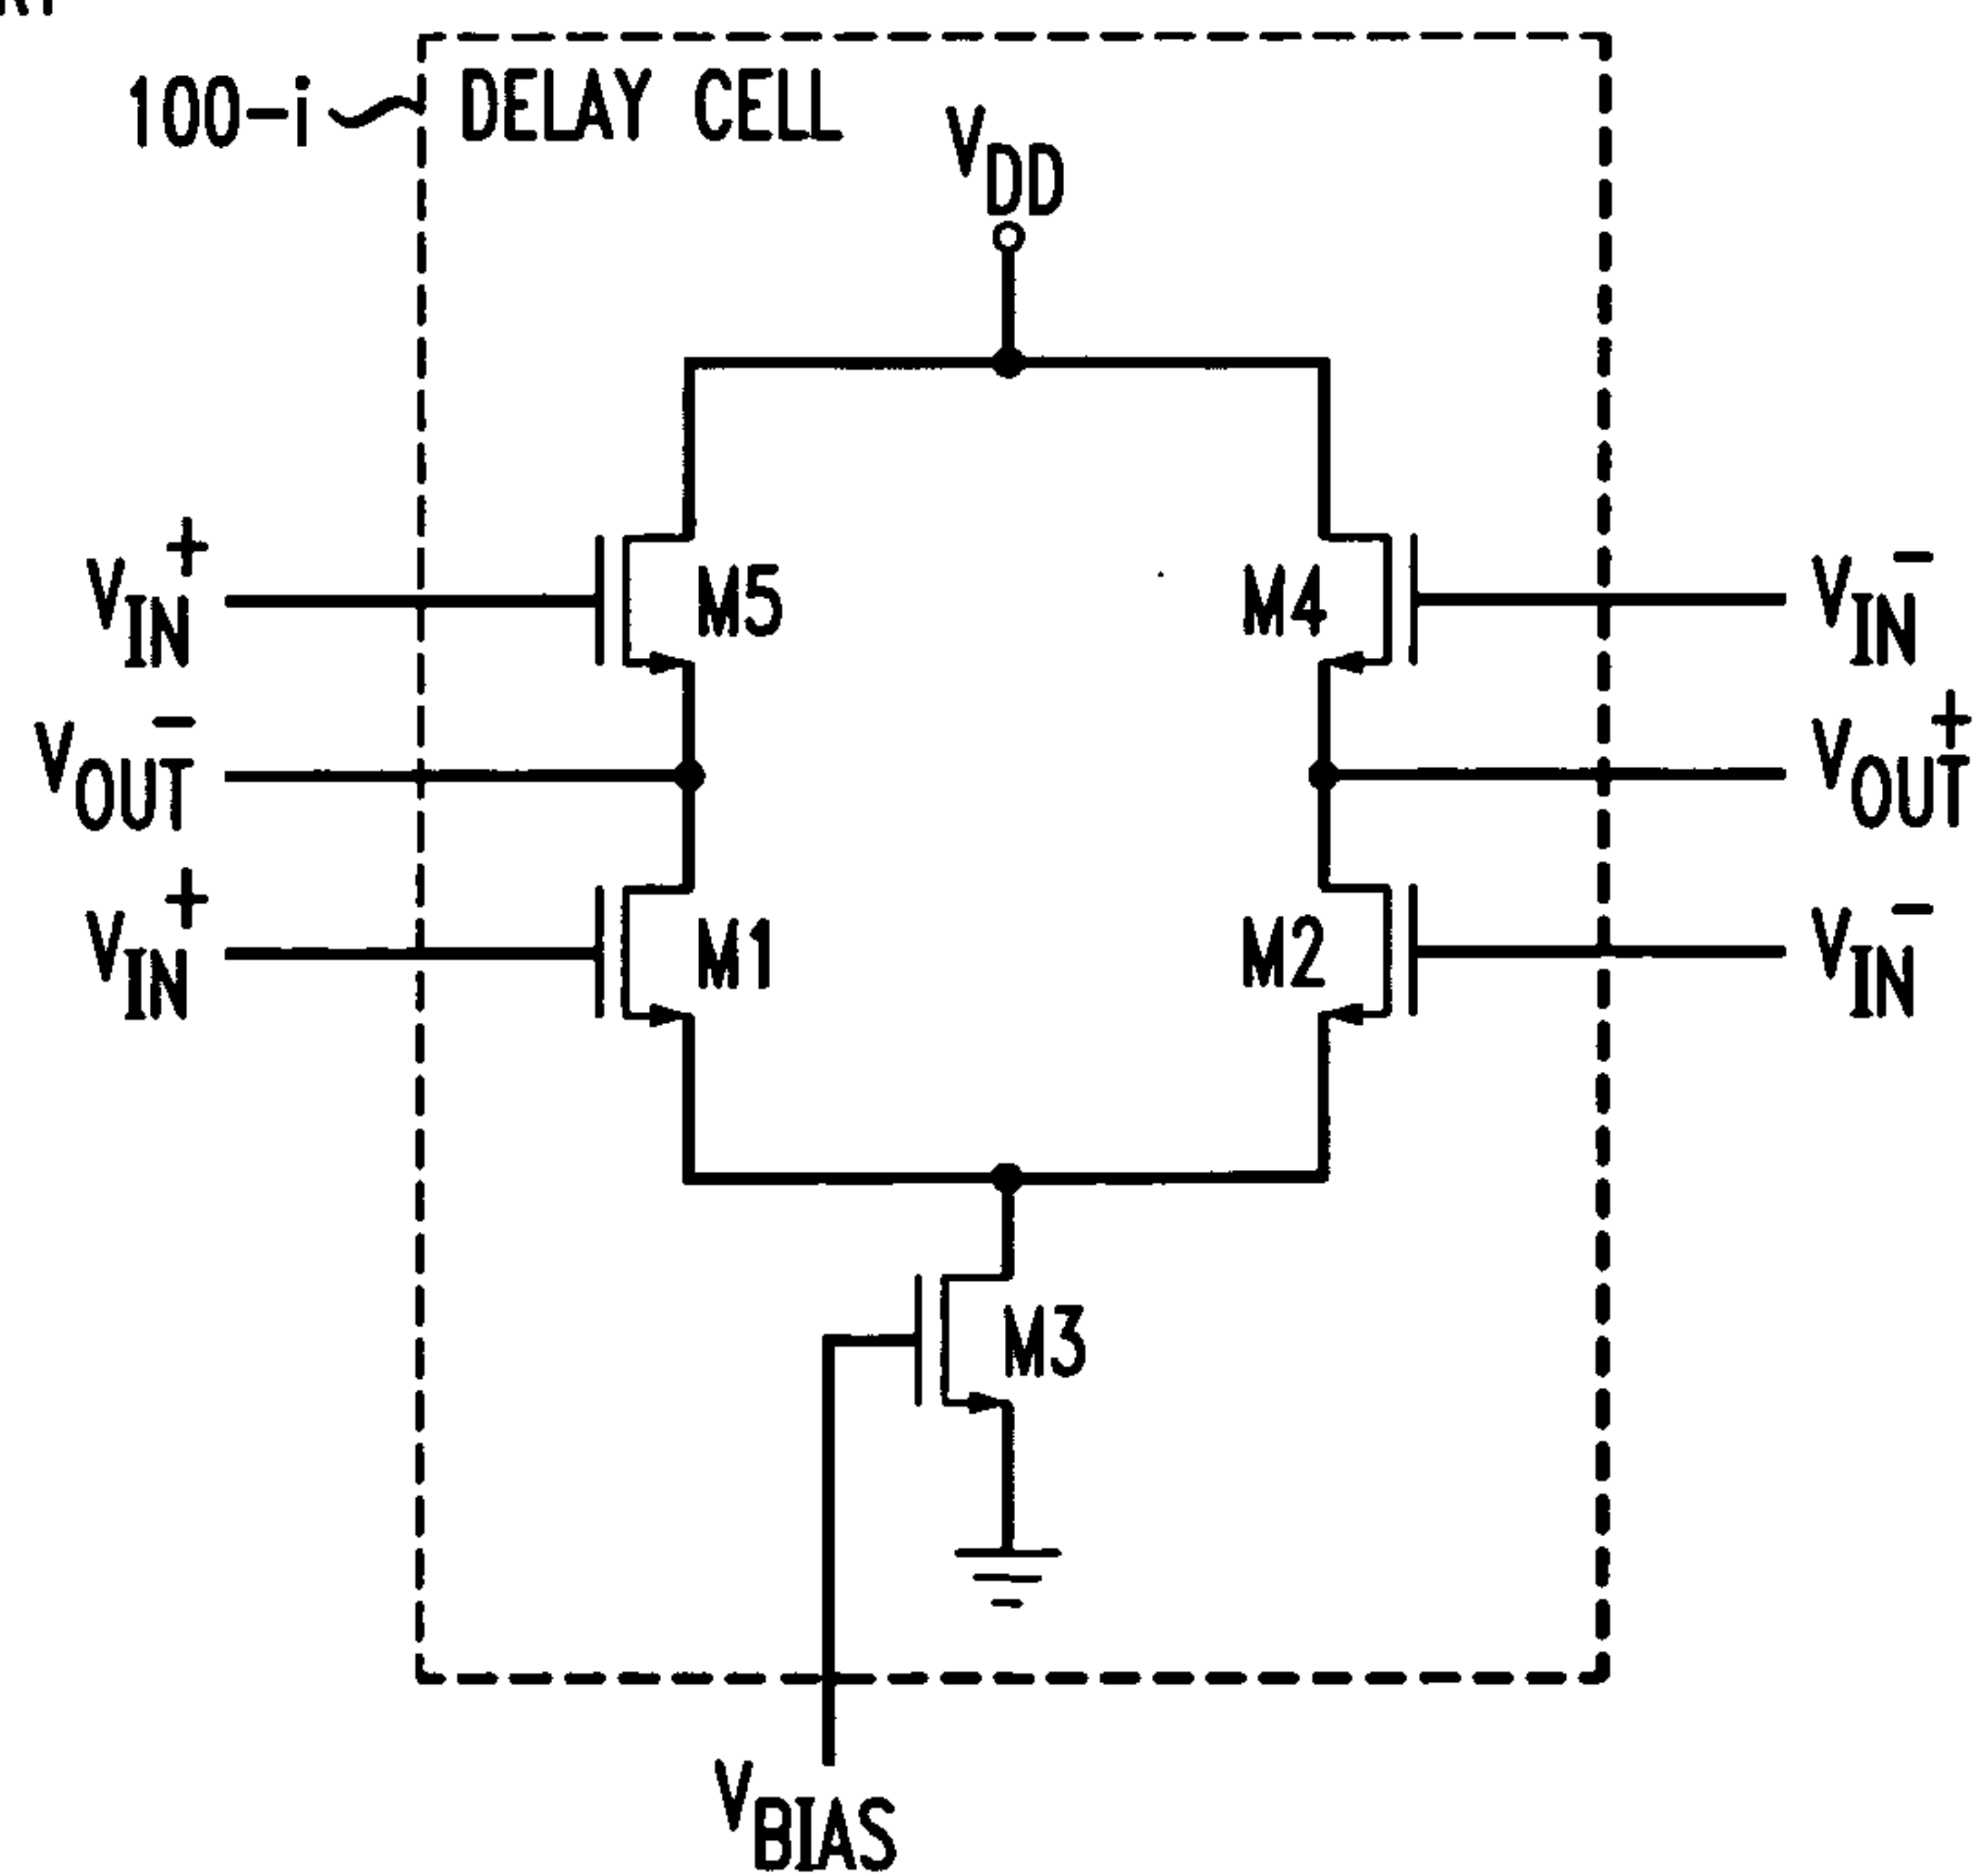 100-i
DELAY CELL
VDD
VIN+
M5
M4
VIN-
VOUT-
VOUT+
VIN+
M1
M2
VIN-
M3
VBIAS